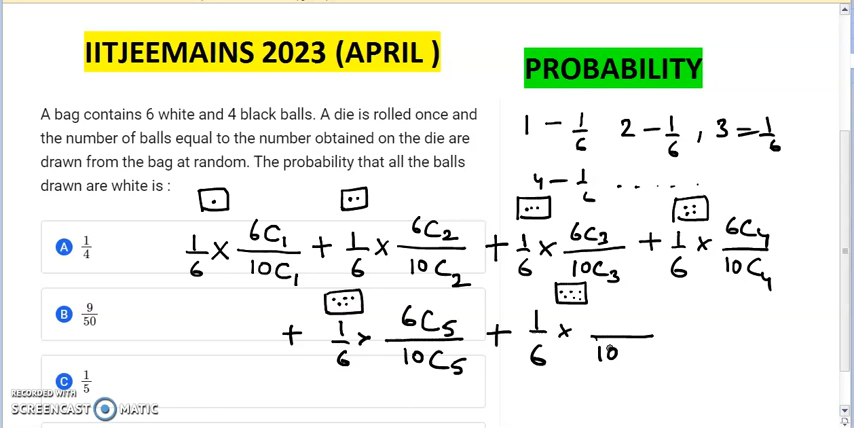 IITJEEMAINS 2023 (APRIL )
PROBABILITY
A bag contains 6 white and 4 black balls. A die is rolled once and
the number of balls equal to the number obtained on the die are
drawn from the bag at random. The probability that all the balls
drawn are white is :
1 - 1/6 2 - 1/6 , 3 = 1/6
4 - 1/6 . . . . . .
A 1/4
1/6 × 6C1/10C1 + 1/6 × 6C2/10C2 + 1/6 × 6C3/10C3 + 1/6 × 6C4/10C4
B 9/50
+ 1/6 × 6C5/10C5 + 1/6 × /10
C 1/5
RECORDED WITH
SCREENCAST MATIC